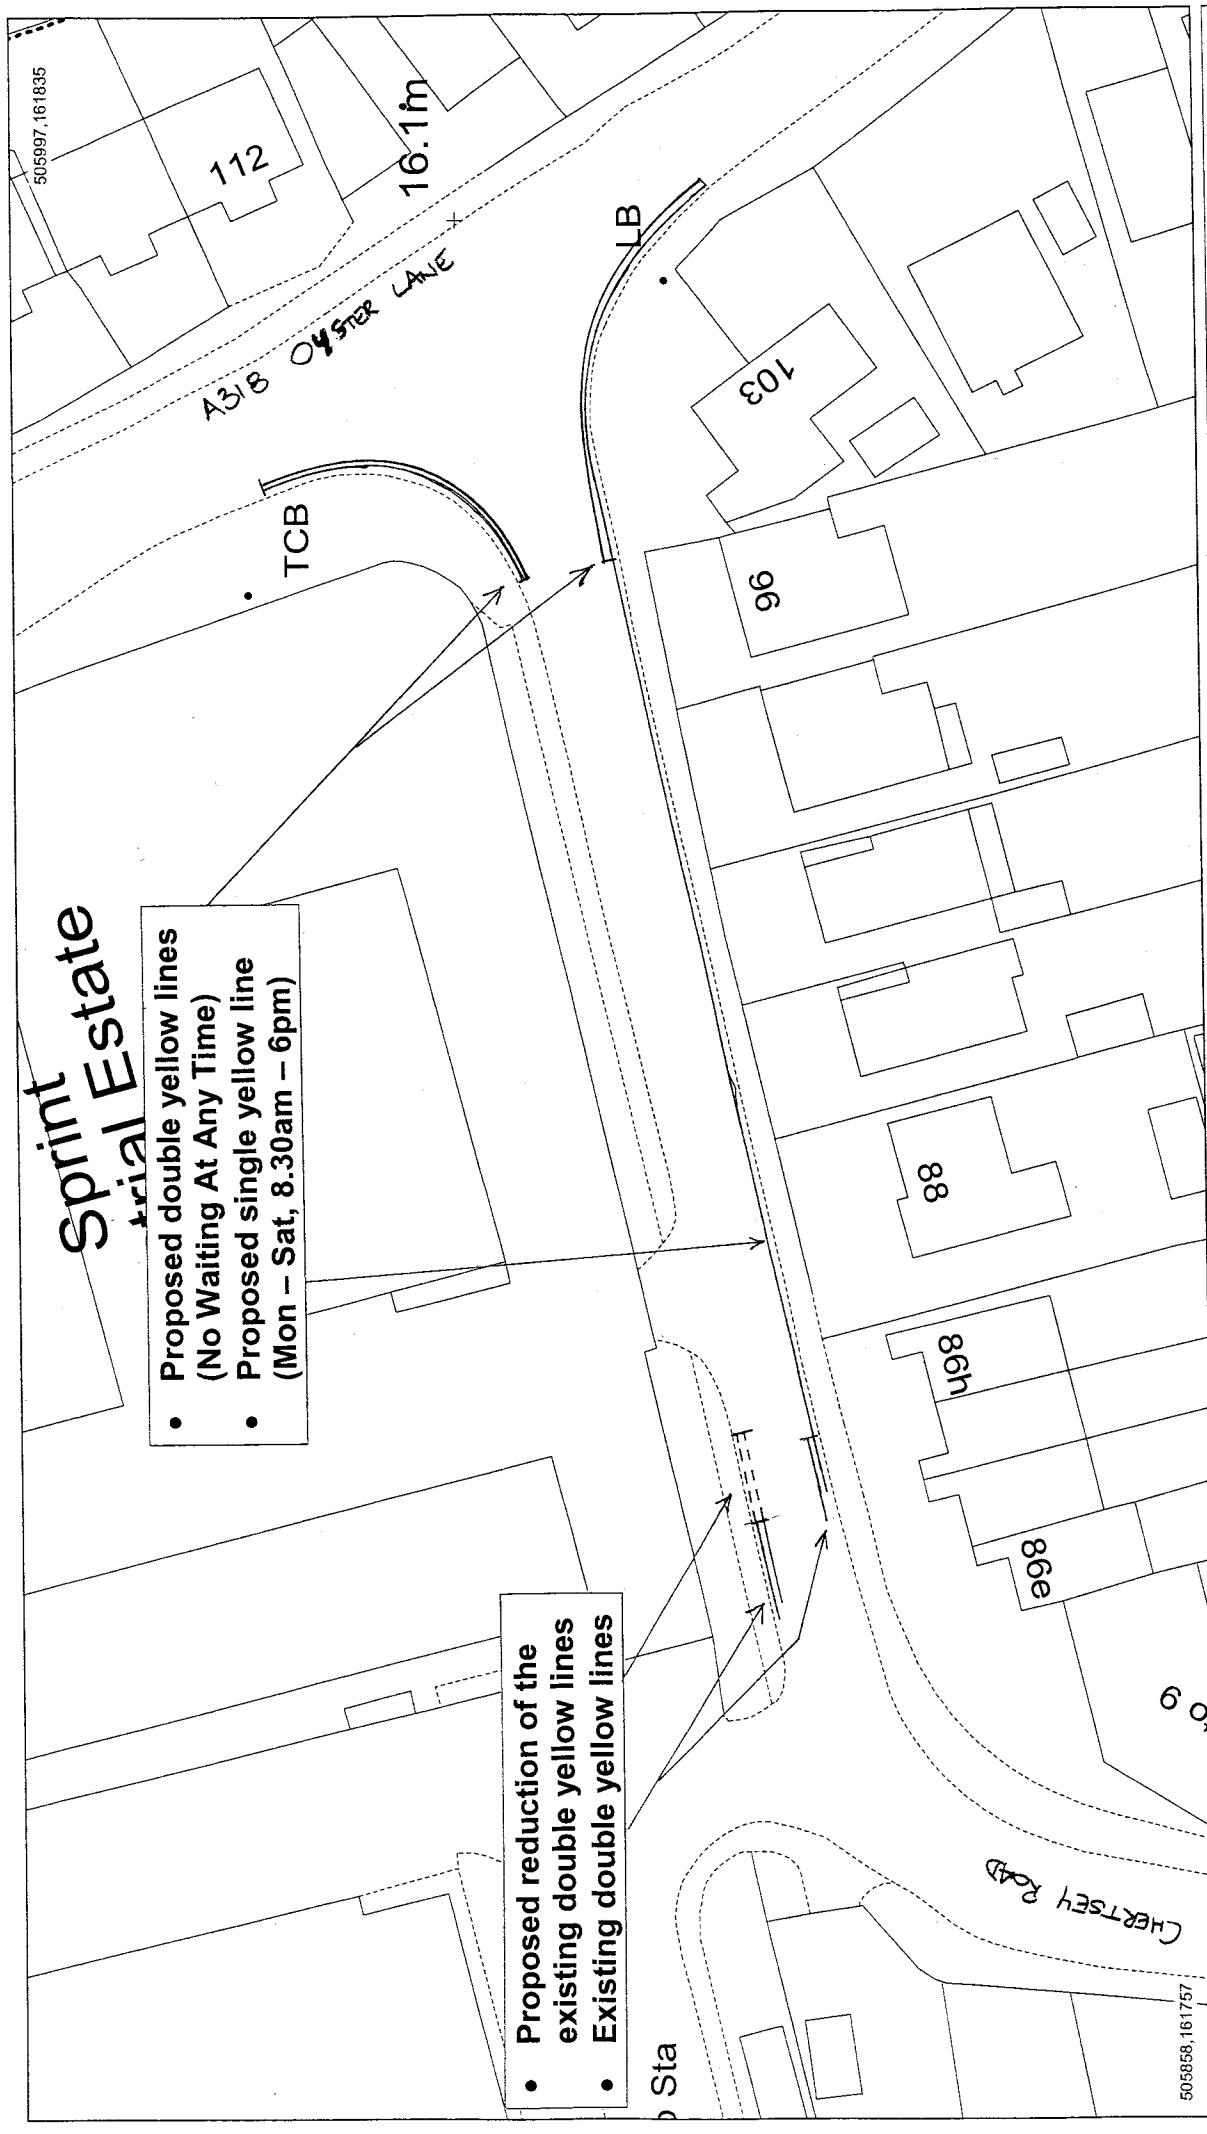 505997,161835
112
16.1m
A318 OYSTER LANE
LB
TCB
103
96
Sprint
trial Estate
• Proposed double yellow lines
(No Waiting At Any Time)
• Proposed single yellow line
(Mon – Sat, 8.30am – 6pm)
88
86h
86e
• Proposed reduction of the
existing double yellow lines
• Existing double yellow lines
CHERTSEY ROAD
Sta
505858,161757